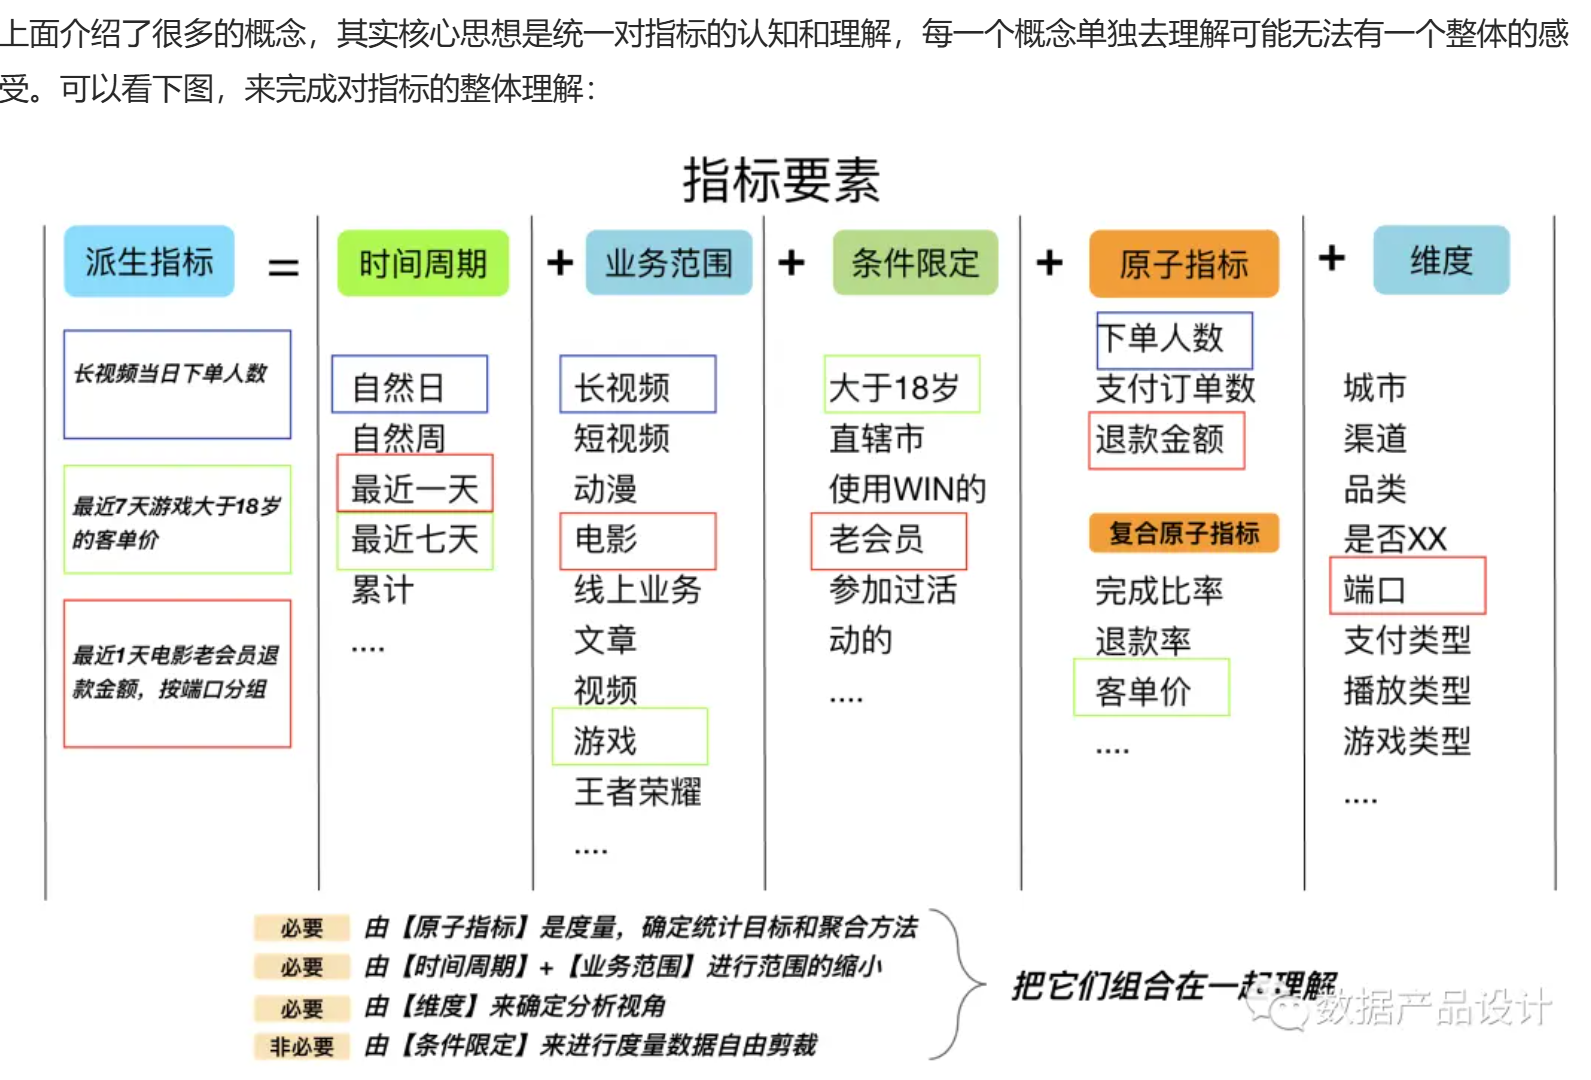 上面介绍了很多的概念，其实核心思想是统一对指标的认知和理解，每一个概念单独去理解可能无法有一个整体的感
受。可以看下图，来完成对指标的整体理解：
指标要素
派生指标 = 时间周期 + 业务范围 + 条件限定 + 原子指标 + 维度
长视频当日下单人数
最近7天游戏大于18岁
的客单价
最近1天电影老会员退
款金额，按端口分组
自然日
自然周
最近一天
最近七天
累计
....
长视频
短视频
动漫
电影
线上业务
文章
视频
游戏
王者荣耀
....
大于18岁
直辖市
使用WIN的
老会员
参加过活
动的
....
下单人数
支付订单数
退款金额
复合原子指标
完成比率
退款率
客单价
....
城市
渠道
品类
是否XX
端口
支付类型
播放类型
游戏类型
....
必要 由【原子指标】是度量，确定统计目标和聚合方法
必要 由【时间周期】+【业务范围】进行范围的缩小
必要 由【维度】来确定分析视角
非必要 由【条件限定】来进行度量数据自由剪裁
把它们组合在一起理解
数据产品设计